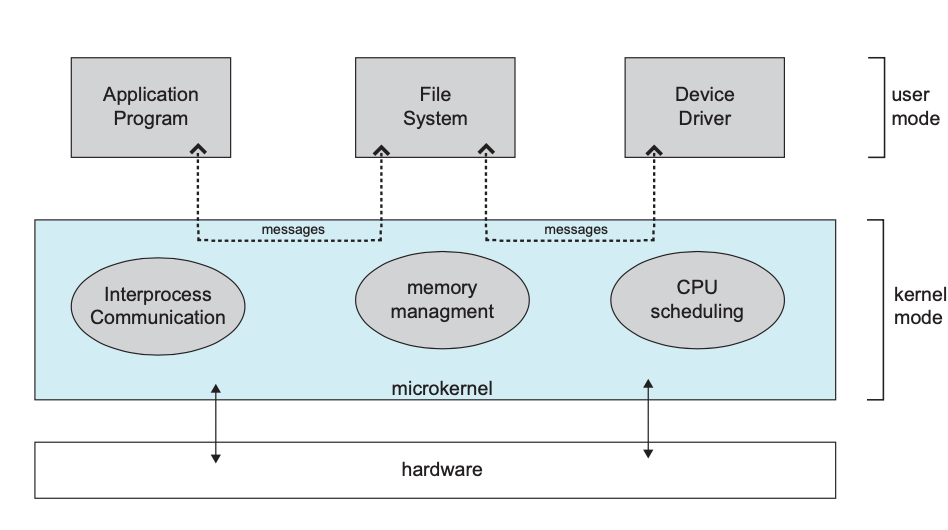 Application
Program
File
System
Device
Driver
user
mode
messages
messages
Interprocess
Communication
memory
managment
CPU
scheduling
kernel
mode
microkernel
hardware